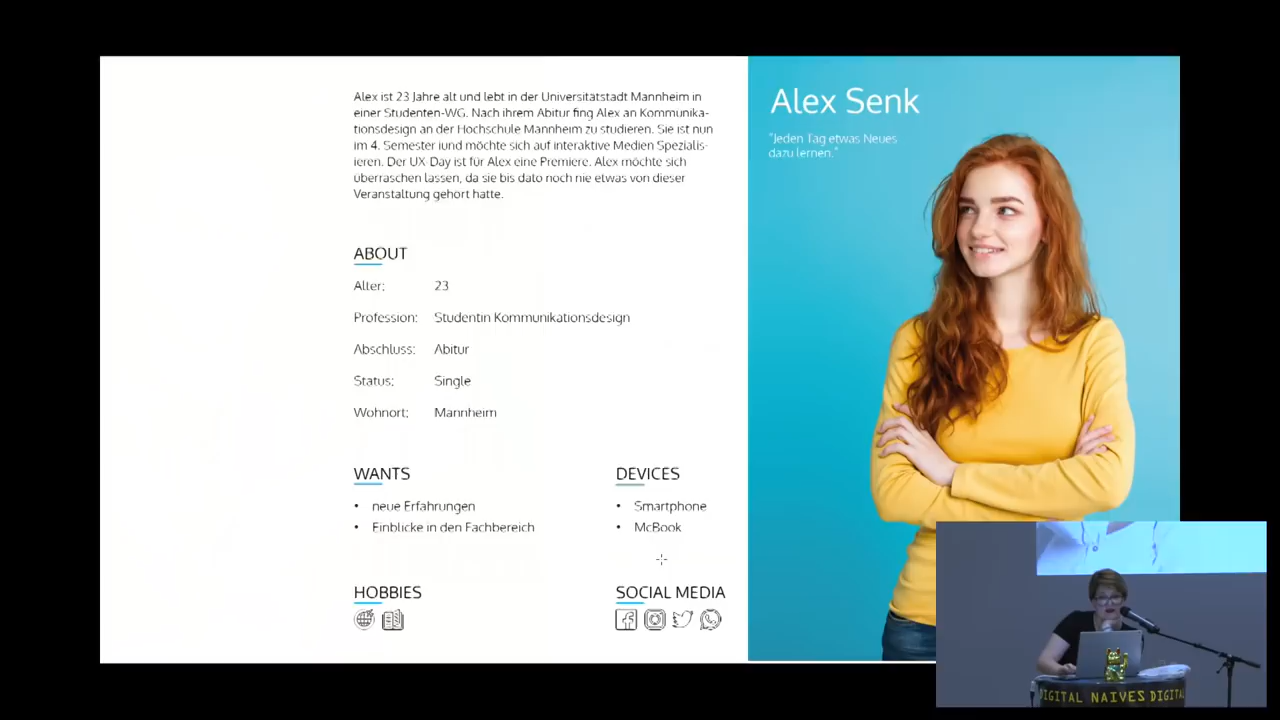 Alex ist 23 Jahre alt und lebt in der Universitätstadt Mannheim in
einer Studenten-WG. Nach ihrem Abitur fing Alex an Kommunika-
tionsdesign an der Hochschule Mannheim zu studieren. Sie ist nun
im 4. Semester iund möchte sich auf interaktive Medien Spezialis-
ieren. Der UX-Day ist für Alex eine Premiere. Alex möchte sich
überraschen lassen, da sie bis dato noch nie etwas von dieser
Veranstaltung gehört hatte.
ABOUT
Alter: 23
Profession: Studentin Kommunikationsdesign
Abschluss: Abitur
Status: Single
Wohnort: Mannheim
WANTS
• neue Erfahrungen
• Einblicke in den Fachbereich
DEVICES
• Smartphone
• McBook
HOBBIES
SOCIAL MEDIA
Alex Senk
"Jeden Tag etwas Neues
dazu lernen."
DIGITAL NAIVES DIGITAL